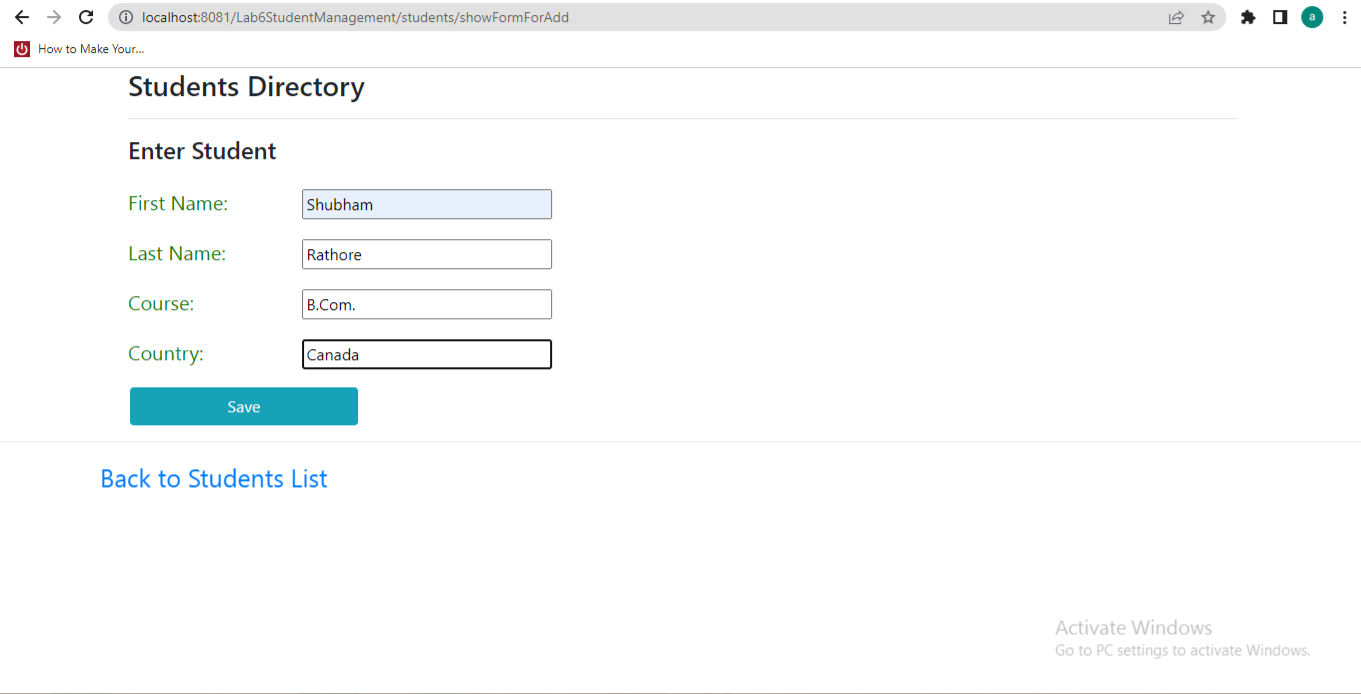 localhost:8081/Lab6StudentManagement/students/showFormForAdd
a
How to Make Your...
Students Directory
Enter Student
First Name: Shubham
Last Name: Rathore
Course: B.Com.
Country: Canada
Save
Back to Students List
Activate Windows
Go to PC settings to activate Windows.